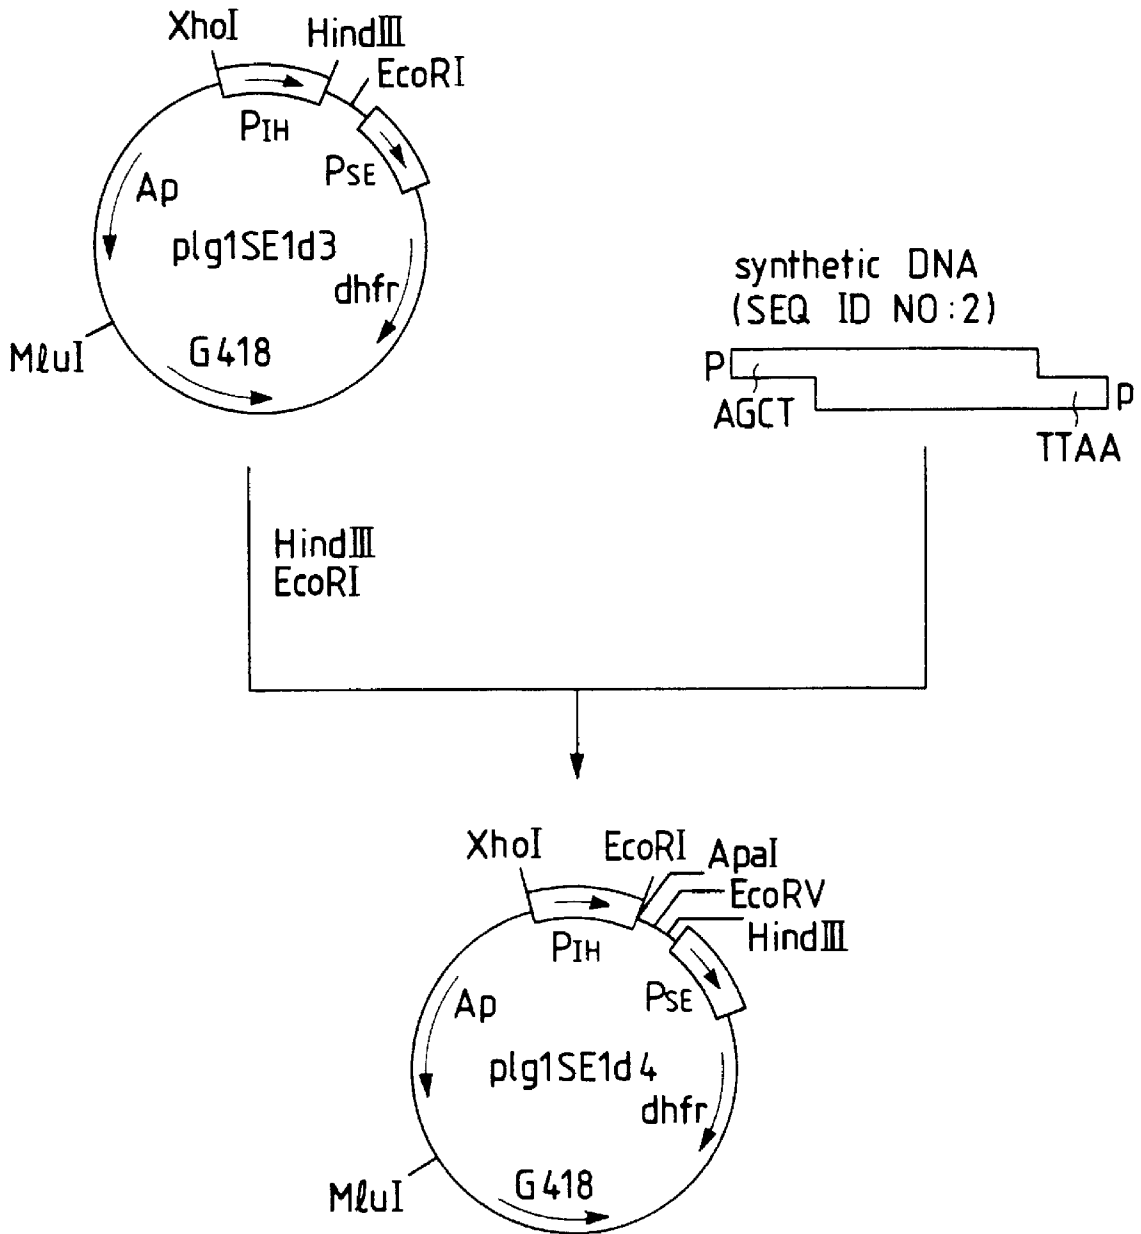 XhoI
HindIII
EcoRI
PIH
PSE
Ap
plg1SE1d3
dhfr
MluI
G418
synthetic DNA
(SEQ ID NO:2)
P
AGCT
TTAA
p
HindIII
EcoRI
XhoI
EcoRI
ApaI
EcoRV
HindIII
PIH
PSE
Ap
plg1SE1d4
dhfr
MluI
G418